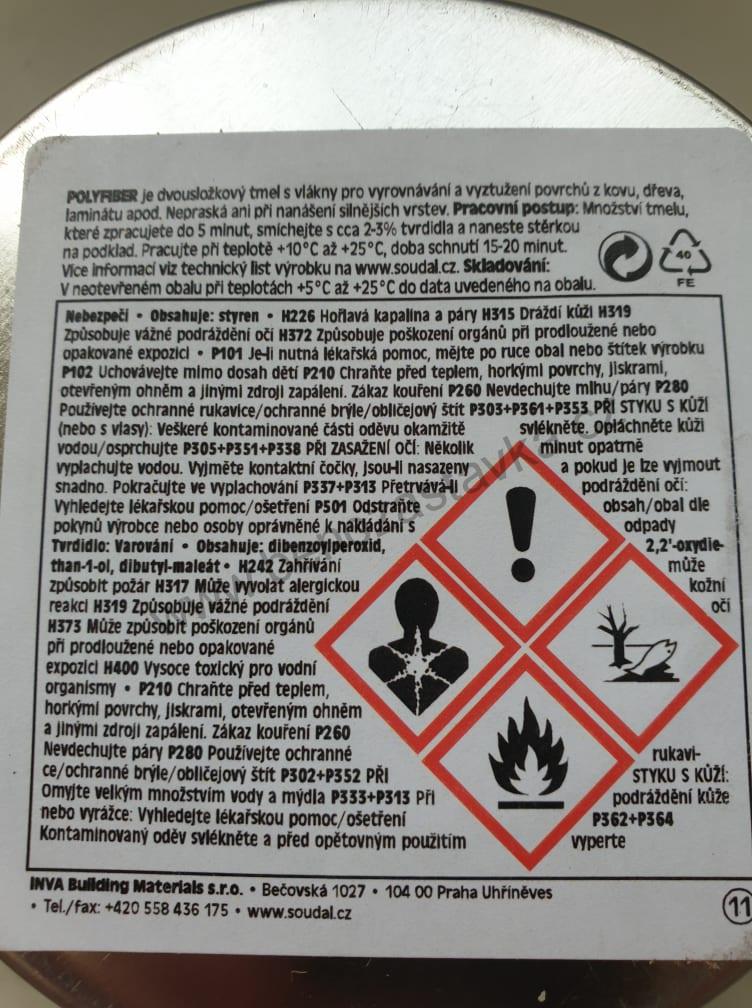 POLYFIBER je dvousložkový tmel s vlákny pro vyrovnávání a vyztužení povrchů z kovu, dřeva,
laminátu apod. Nepraská ani při nanášení silnějších vrstev. Pracovní postup: Množství tmelu,
které zpracujete do 5 minut, smíchejte s cca 2-3% tvrdidla a naneste stěrkou
na podklad. Pracujte při teplotě +10°C až +25°C, doba schnutí 15-20 minut.
Více informací viz technický list výrobku na www.soudal.cz. Skladování:
V neotevřeném obalu při teplotách +5°C až +25°C do data uvedeného na obalu.
40
FE
Nebezpečí • Obsahuje: styren • H226 Hořlavá kapalina a páry H315 Dráždí kůži H319
Způsobuje vážné podráždění očí H372 Způsobuje poškození orgánů při prodloužené nebo
opakované expozici • P101 Je-li nutná lékařská pomoc, mějte po ruce obal nebo štítek výrobku
P102 Uchovávejte mimo dosah dětí P210 Chraňte před teplem, horkými povrchy, jiskrami,
otevřeným ohněm a jinými zdroji zapálení. Zákaz kouření P260 Nevdechujte mlhu/páry P280
Používejte ochranné rukavice/ochranné brýle/obličejový štít P303+P361+P353 PŘI STYKU S KŮŽÍ
(nebo s vlasy): Veškeré kontaminované části oděvu okamžitě svlékněte. Opláchněte kůži
vodou/osprchujte P305+P351+P338 PŘI ZASAŽENÍ OČÍ: Několik minut opatrně
vyplachujte vodou. Vyjměte kontaktní čočky, jsou-li nasazeny a pokud je lze vyjmout
snadno. Pokračujte ve vyplachování P337+P313 Přetrvává-li podráždění očí:
Vyhledejte lékařskou pomoc/ošetření P501 Odstraňte obsah/obal dle
pokynů výrobce nebo osoby oprávněné k nakládání s odpady
Tvrdidlo: Varování • Obsahuje: dibenzoylperoxid, 2,2'-oxydie-
than-1-ol, dibutyl-maleát • H242 Zahřívání může
způsobit požár H317 Může vyvolat alergickou kožní
reakci H319 Způsobuje vážné podráždění očí
H373 Může způsobit poškození orgánů
při prodloužené nebo opakované
expozici H400 Vysoce toxický pro vodní
organismy • P210 Chraňte před teplem,
horkými povrchy, jiskrami, otevřeným ohněm
a jinými zdroji zapálení. Zákaz kouření P260
Nevdechujte páry P280 Používejte ochranné rukavi-
ce/ochranné brýle/obličejový štít P302+P352 PŘI STYKU S KŮŽÍ:
Omyjte velkým množstvím vody a mýdla P333+P313 Při podráždění kůže
nebo vyrážce: Vyhledejte lékařskou pomoc/ošetření P362+P364
Kontaminovaný oděv svlékněte a před opětovným použitím vyperte
INVA Building Materials s.r.o. • Bečovská 1027 • 104 00 Praha Uhříněves
• Tel./fax: +420 558 436 175 • www.soudal.cz
11